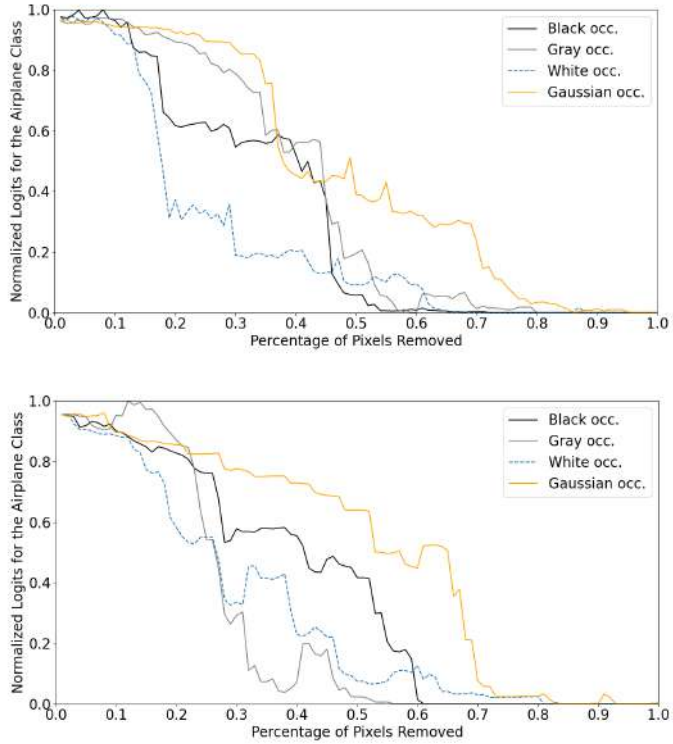 1.0
0.8
0.6
0.4
0.2
0.0
Normalized Logits for the Airplane Class
Black occ.
Gray occ.
White occ.
Gaussian occ.
0.0 0.1 0.2 0.3 0.4 0.5 0.6 0.7 0.8 0.9 1.0
Percentage of Pixels Removed
1.0
0.8
0.6
0.4
0.2
0.0
Normalized Logits for the Airplane Class
Black occ.
Gray occ.
White occ.
Gaussian occ.
0.0 0.1 0.2 0.3 0.4 0.5 0.6 0.7 0.8 0.9 1.0
Percentage of Pixels Removed